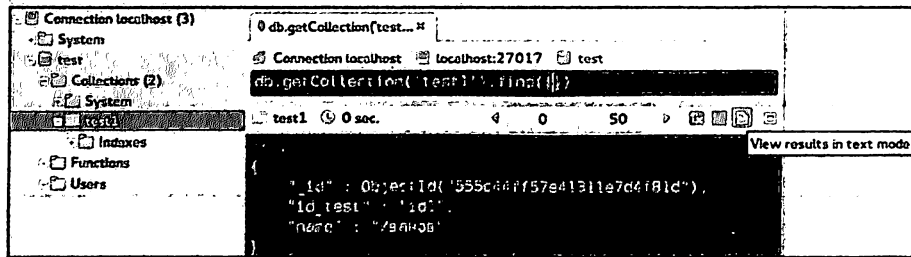 Connection localhost (3)
System
test
Collections (2)
System
test1
Indexes
Functions
Users
db.getCollection('test... ✖
Connection localhost localhost:27017 test
db.getCollection('test1').find({})
test1 0 sec. 0 50
View results in text mode
{
"_id" : ObjectId("555c44ff57e41311e7d4f81d"),
"id_test" : "id1",
"name" :
}